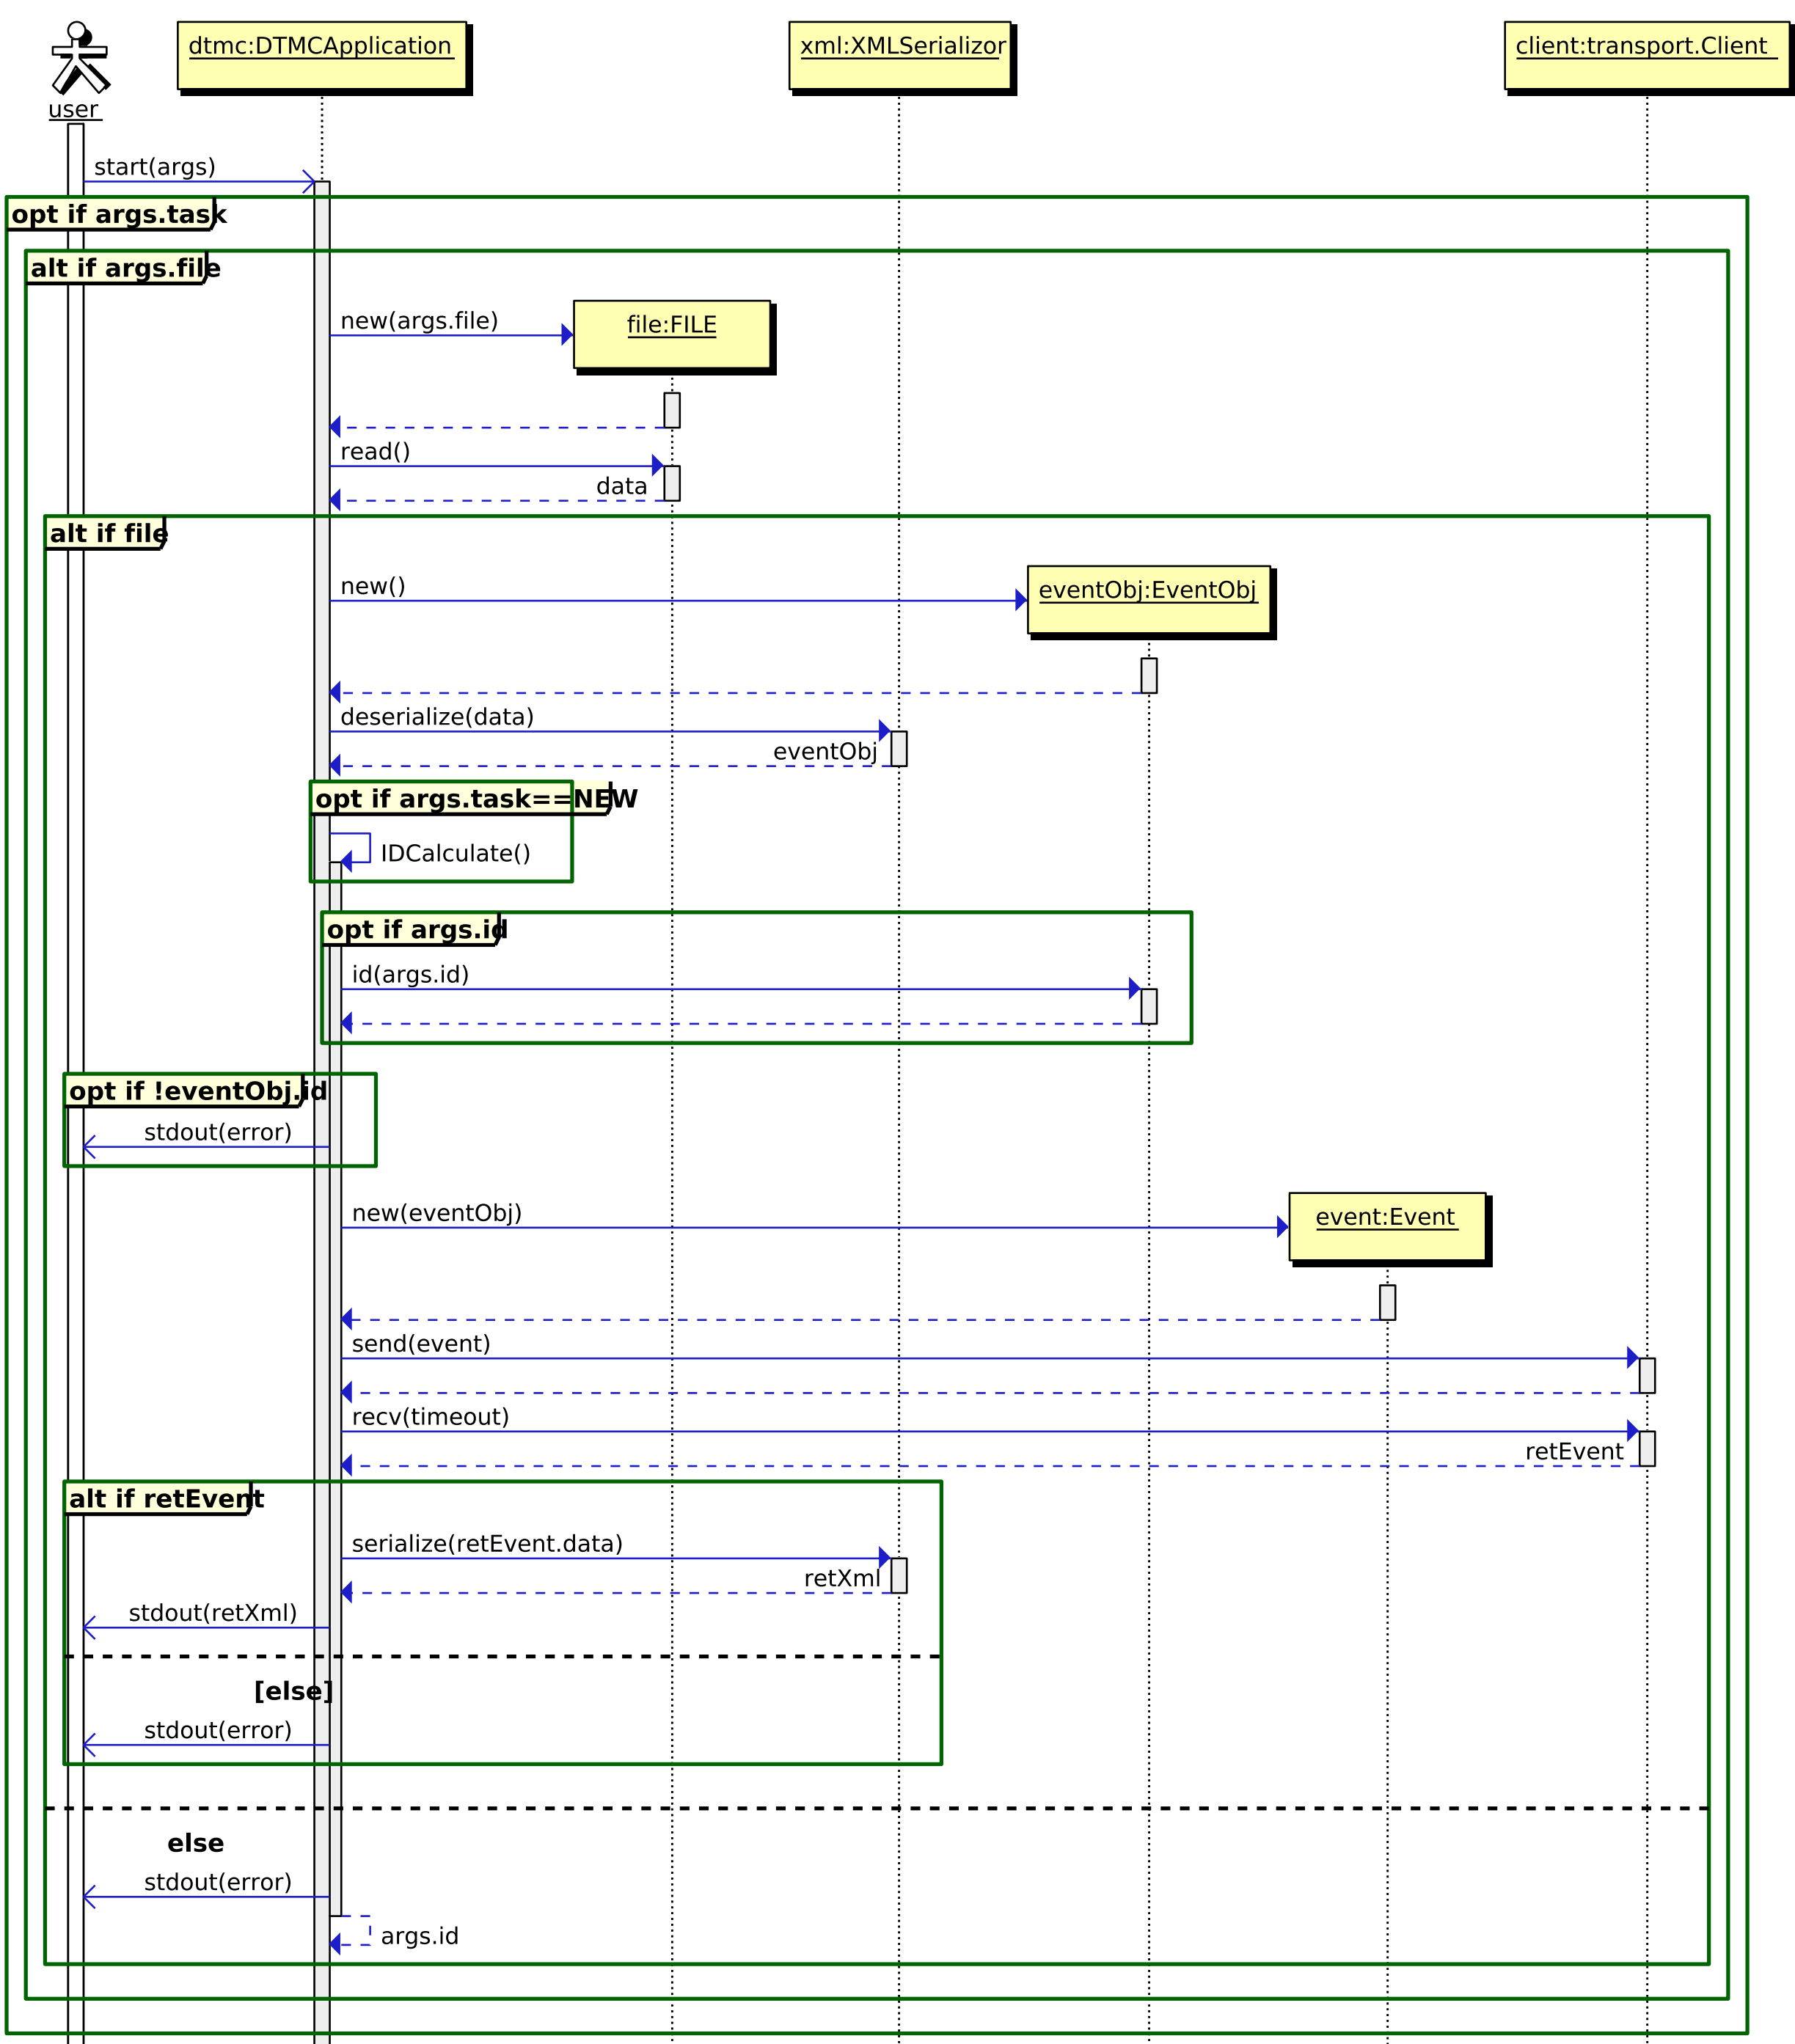 dtmc:DTMCApplication
xml:XMLSerializor
client:transport.Client
user
start(args)
opt if args.task
alt if args.file
new(args.file)
file:FILE
read()
data
alt if file
new()
eventObj:EventObj
deserialize(data)
eventObj
opt if args.task==NEW
IDCalculate()
opt if args.id
id(args.id)
opt if !eventObj.id
stdout(error)
new(eventObj)
event:Event
send(event)
recv(timeout)
retEvent
alt if retEvent
serialize(retEvent.data)
retXml
stdout(retXml)
[else]
stdout(error)
else
stdout(error)
args.id